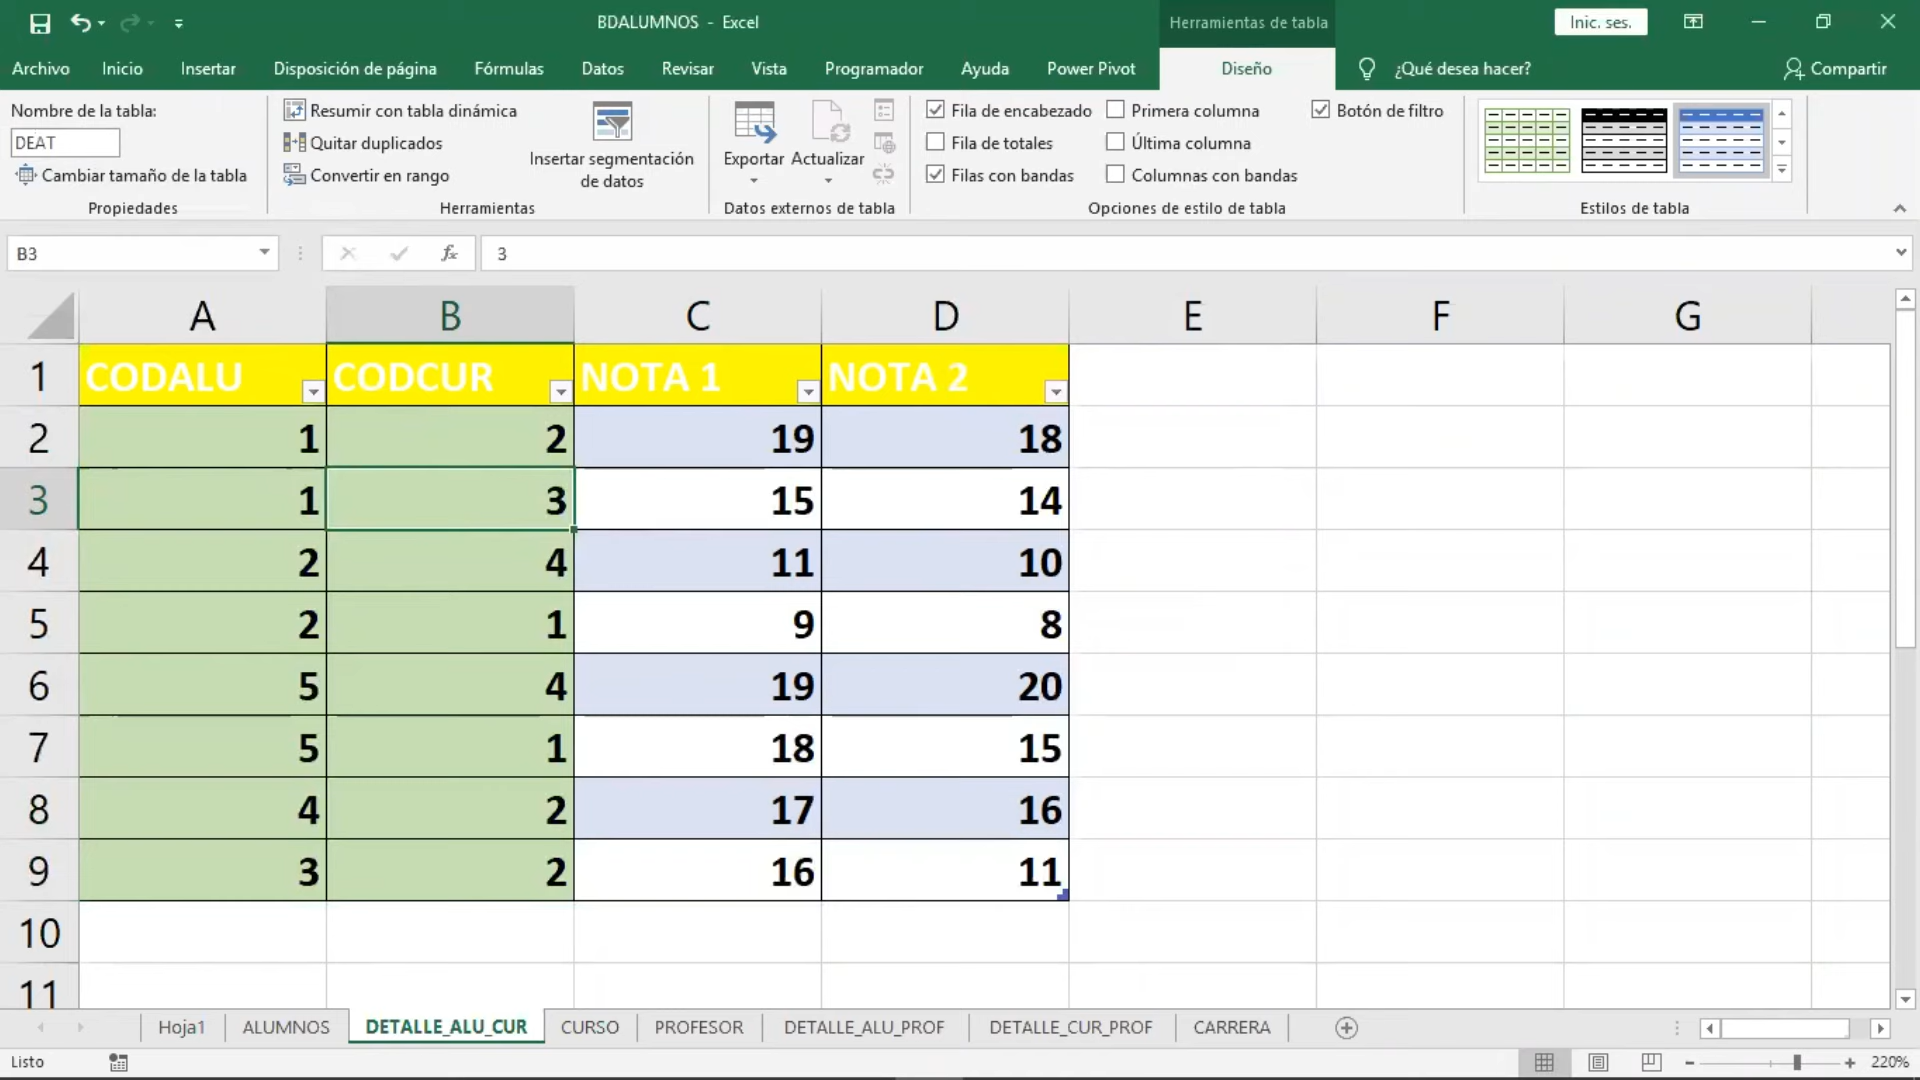 BDALUMNOS - Excel
Herramientas de tabla
Inic. ses.
Archivo Inicio Insertar Disposición de página Fórmulas Datos Revisar Vista Programador Ayuda Power Pivot Diseño ¿Qué desea hacer? Compartir
Nombre de la tabla:
DEAT
Cambiar tamaño de la tabla
Propiedades
Resumir con tabla dinámica
Quitar duplicados
Convertir en rango
Insertar segmentación
de datos
Herramientas
Exportar Actualizar
Datos externos de tabla
Fila de encabezado Primera columna Botón de filtro
Fila de totales Última columna
Filas con bandas Columnas con bandas
Opciones de estilo de tabla
Estilos de tabla
B3 fx 3
A B C D E F G
1 CODALU CODCUR NOTA 1 NOTA 2
2 1 2 19 18
3 1 3 15 14
4 2 4 11 10
5 2 1 9 8
6 5 4 19 20
7 5 1 18 15
8 4 2 17 16
9 3 2 16 11
10
11
Hoja1 ALUMNOS DETALLE_ALU_CUR CURSO PROFESOR DETALLE_ALU_PROF DETALLE_CUR_PROF CARRERA
Listo 220%